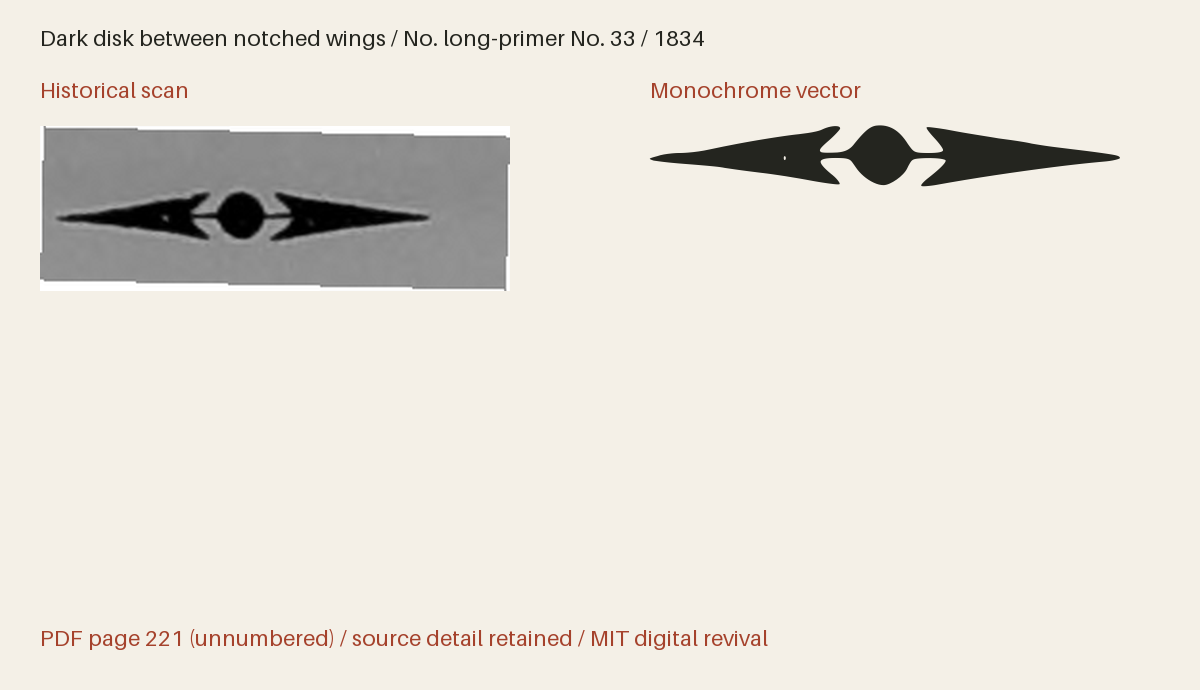 Dark disk between notched wings / No. long-primer No. 33 / 1834
Historical scan
Monochrome vector
PDF page 221 (unnumbered) / source detail retained / MIT digital revival